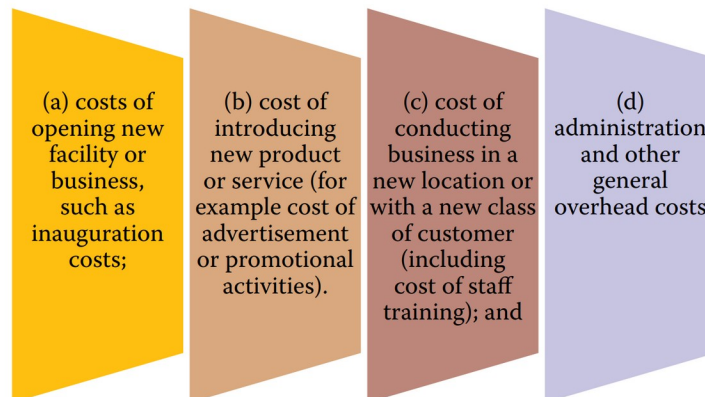 (a) costs of
opening new
facility or
business,
such as
inauguration
costs;
(b) cost of
introducing
new product
or service (for
example cost of
advertisement
or promotional
activities).
(c) cost of
conducting
business in a
new location or
with a new class
of customer
(including
cost of staff
training); and
(d)
administration
and other
general
overhead costs